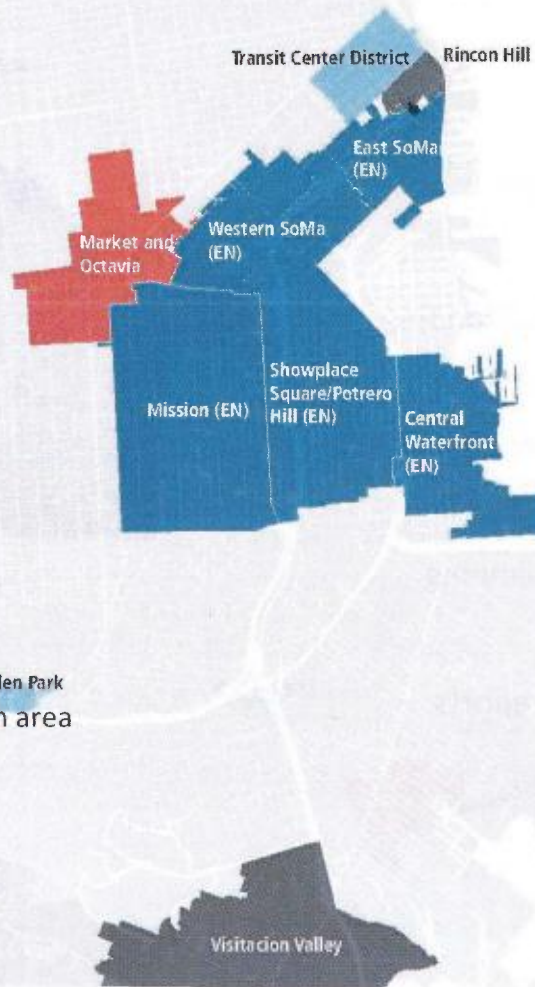 Transit Center District
Rincon Hill
East SoMa
(EN)
Western SoMa
(EN)
Market and
Octavia
Showplace
Square/Potrero
Hill (EN)
Mission (EN)
Central
Waterfront
(EN)
len Park
area
Visitacion Valley